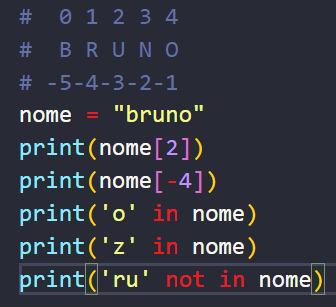 #  0 1 2 3 4
#  B R U N O
# -5-4-3-2-1
nome = "bruno"
print(nome[2])
print(nome[-4])
print('o' in nome)
print('z' in nome)
print('ru' not in nome)